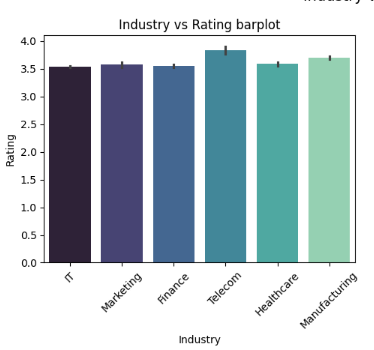 Industry vs Rating barplot
4.0
3.5
3.0
2.5
2.0
1.5
1.0
0.5
0.0
Rating
IT
Marketing
Finance
Telecom
Healthcare
Manufacturing
Industry